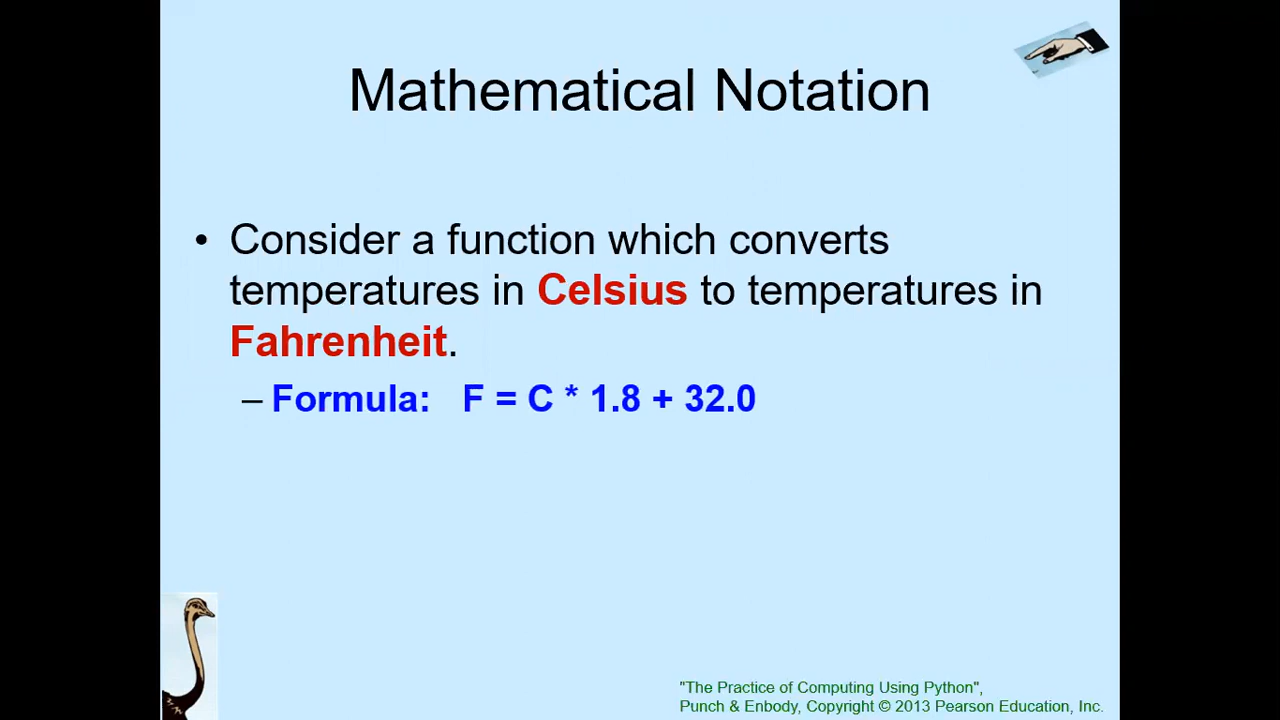 Mathematical Notation
• Consider a function which converts
temperatures in Celsius to temperatures in
Fahrenheit.
– Formula: F = C * 1.8 + 32.0
"The Practice of Computing Using Python",
Punch & Enbody, Copyright © 2013 Pearson Education, Inc.